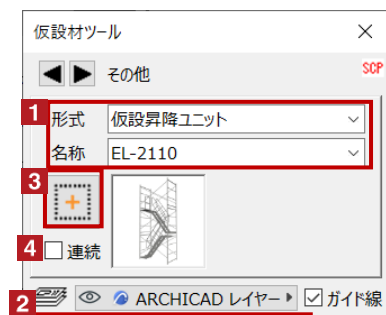 仮設材ツール
その他 SCP
1 形式 仮設昇降ユニット
名称 EL-2110
3
4 連続
2 ARCHICAD レイヤー ガイド線